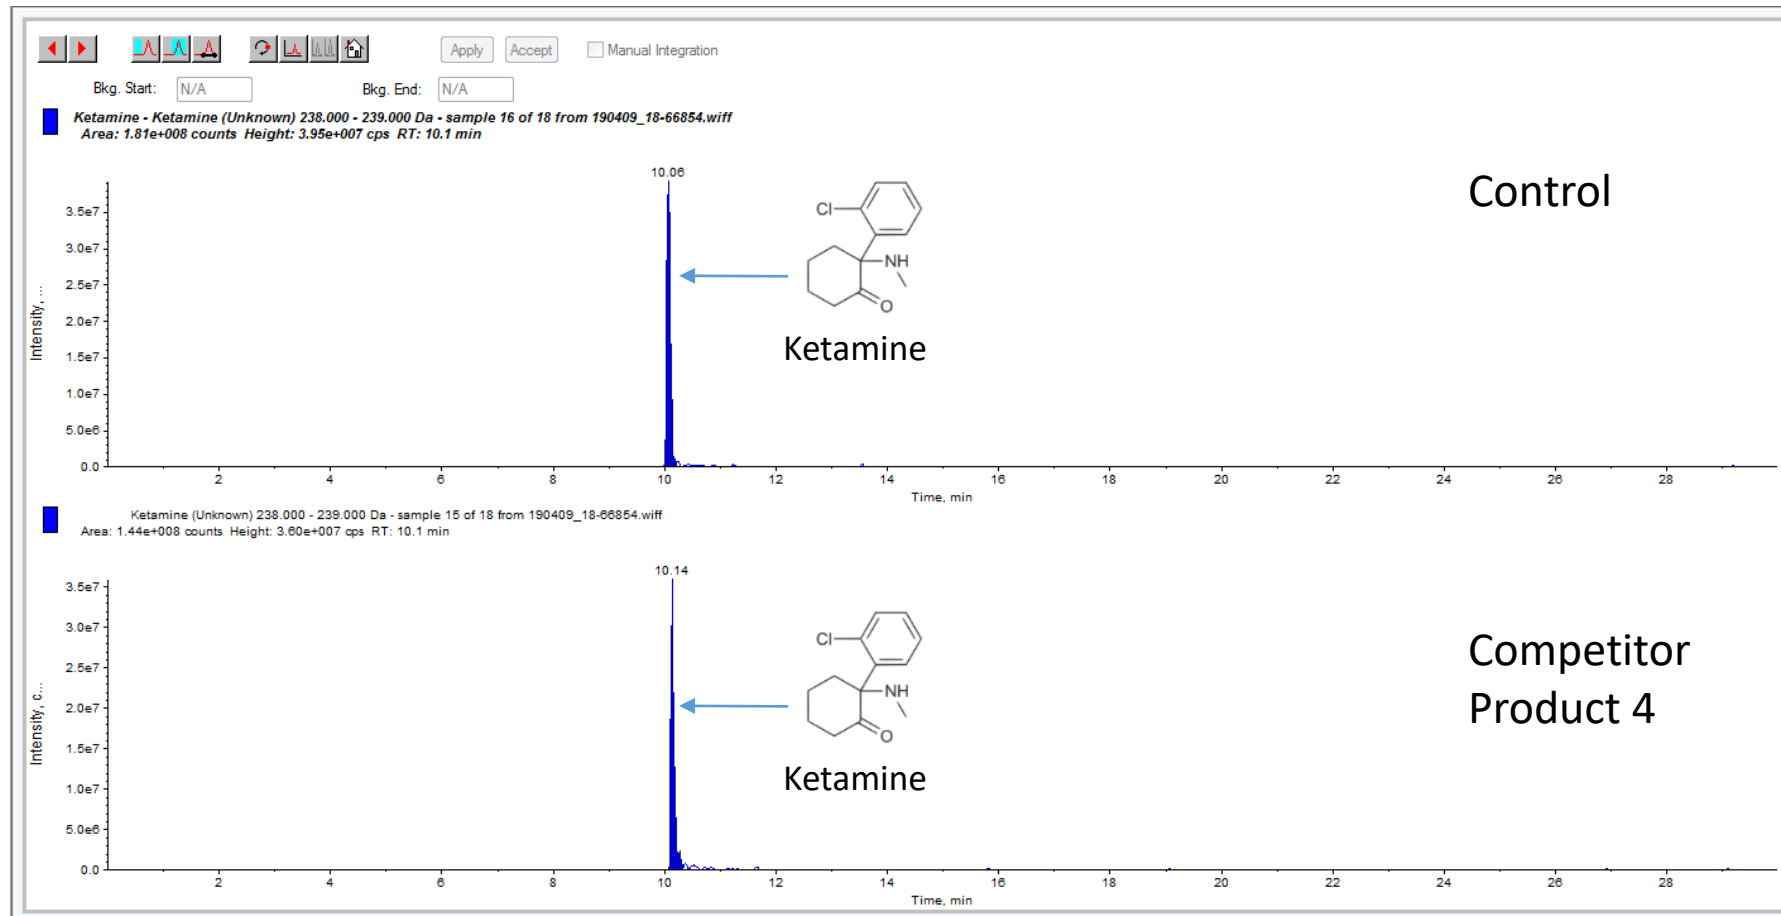 Apply Accept Manual Integration
Bkg. Start: N/A Bkg. End: N/A
Ketamine - Ketamine (Unknown) 238.000 - 239.000 Da - sample 16 of 18 from 190409_18-66854.wiff
Area: 1.81e+008 counts Height: 3.95e+007 cps RT: 10.1 min
10.06
Control
Cl
NH
O
Ketamine
Intensity, ...
3.5e7
3.0e7
2.5e7
2.0e7
1.5e7
1.0e7
5.0e6
0.0
2 4 6 8 10 12 14 16 18 20 22 24 26 28
Time, min
Ketamine (Unknown) 238.000 - 239.000 Da - sample 15 of 18 from 190409_18-66854.wiff
Area: 1.44e+008 counts Height: 3.60e+007 cps RT: 10.1 min
10.14
Competitor
Product 4
Cl
NH
O
Ketamine
Intensity, c...
3.5e7
3.0e7
2.5e7
2.0e7
1.5e7
1.0e7
5.0e6
0.0
2 4 6 8 10 12 14 16 18 20 22 24 26 28
Time, min